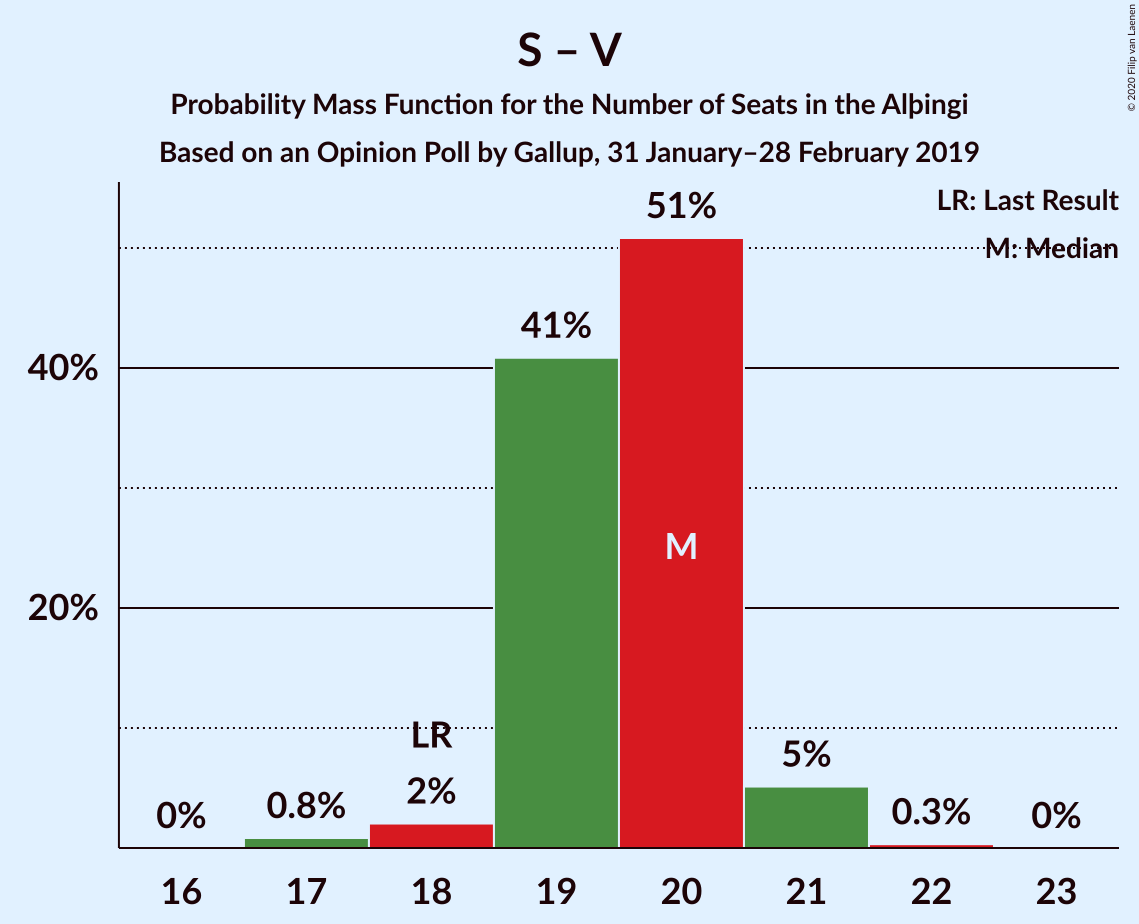 S – V
Probability Mass Function for the Number of Seats in the Alþingi
Based on an Opinion Poll by Gallup, 31 January–28 February 2019
© 2020 Filip van Laenen
LR: Last Result
M: Median
51%
41%
40%
M
20%
LR
5%
2%
0.8%
0.3%
0%
0%
16 17 18 19 20 21 22 23